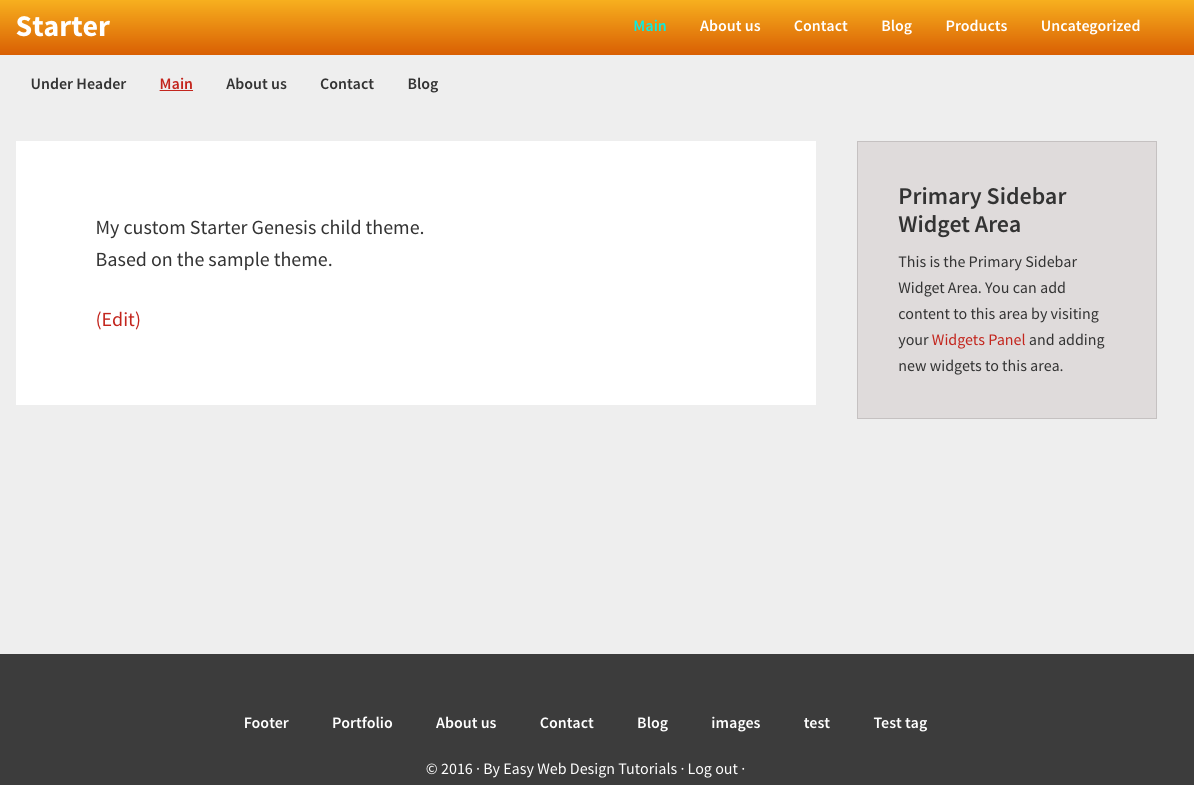 Starter
Main About us Contact Blog Products Uncategorized
Under Header Main About us Contact Blog
My custom Starter Genesis child theme.
Based on the sample theme.
(Edit)
Primary Sidebar
Widget Area
This is the Primary Sidebar
Widget Area. You can add
content to this area by visiting
your Widgets Panel and adding
new widgets to this area.
Footer Portfolio About us Contact Blog images test Test tag
© 2016 · By Easy Web Design Tutorials · Log out ·